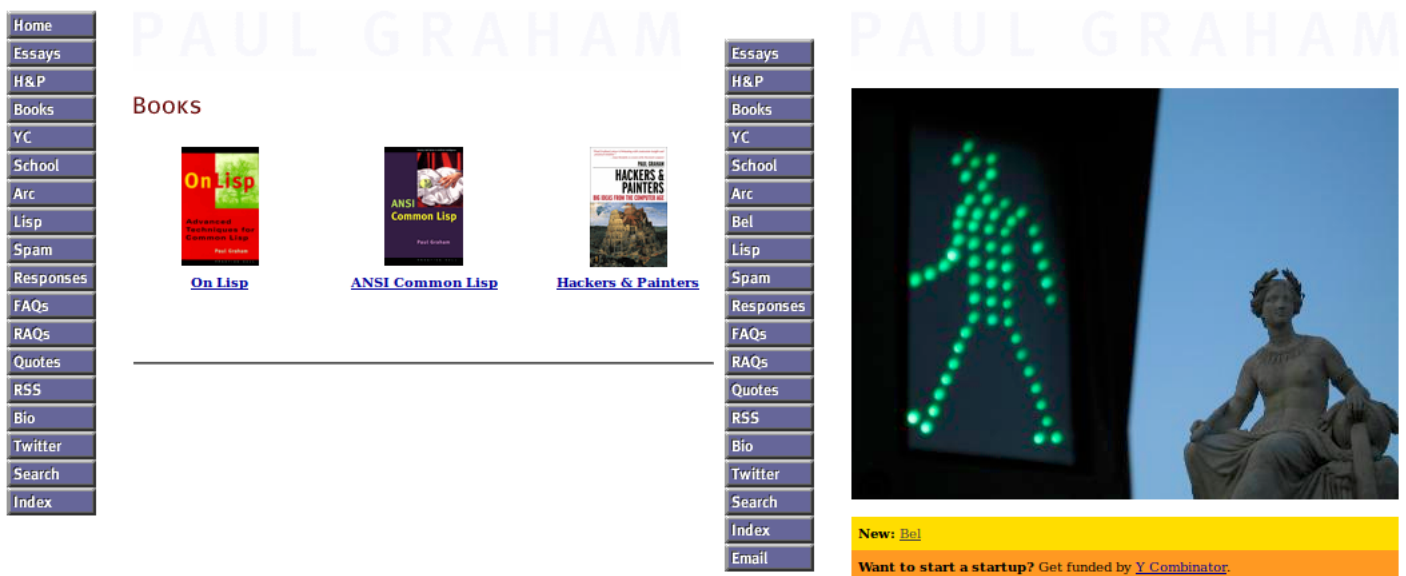 Home
Essays
H&P
Books
YC
School
Arc
Lisp
Spam
Responses
FAQs
RAQs
Quotes
RSS
Bio
Twitter
Search
Index
PAUL GRAHAM
Books
OnLisp
Advanced
Techniques for
Common Lisp
Paul Graham
On Lisp
ANSI
Common Lisp
Paul Graham
ANSI Common Lisp
PAUL GRAHAM
HACKERS &
PAINTERS
BIG IDEAS FROM THE COMPUTER AGE
Hackers & Painters
Essays
H&P
Books
YC
School
Arc
Bel
Lisp
Spam
Responses
FAQs
RAQs
Quotes
RSS
Bio
Twitter
Search
Index
Email
PAUL GRAHAM
New: Bel
Want to start a startup? Get funded by Y Combinator.